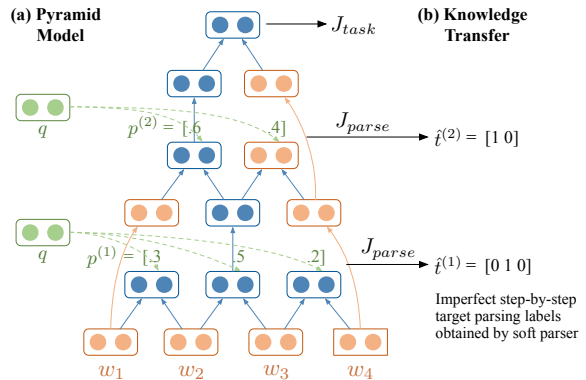 (a) Pyramid
Model
(b) Knowledge
Transfer
J_task
q
p^(2) = [.6 .4]
J_parse
t̂^(2) = [1 0]
q
p^(1) = [.3 .5 .2]
J_parse
t̂^(1) = [0 1 0]
Imperfect step-by-step
target parsing labels
obtained by soft parser
w_1 w_2 w_3 w_4